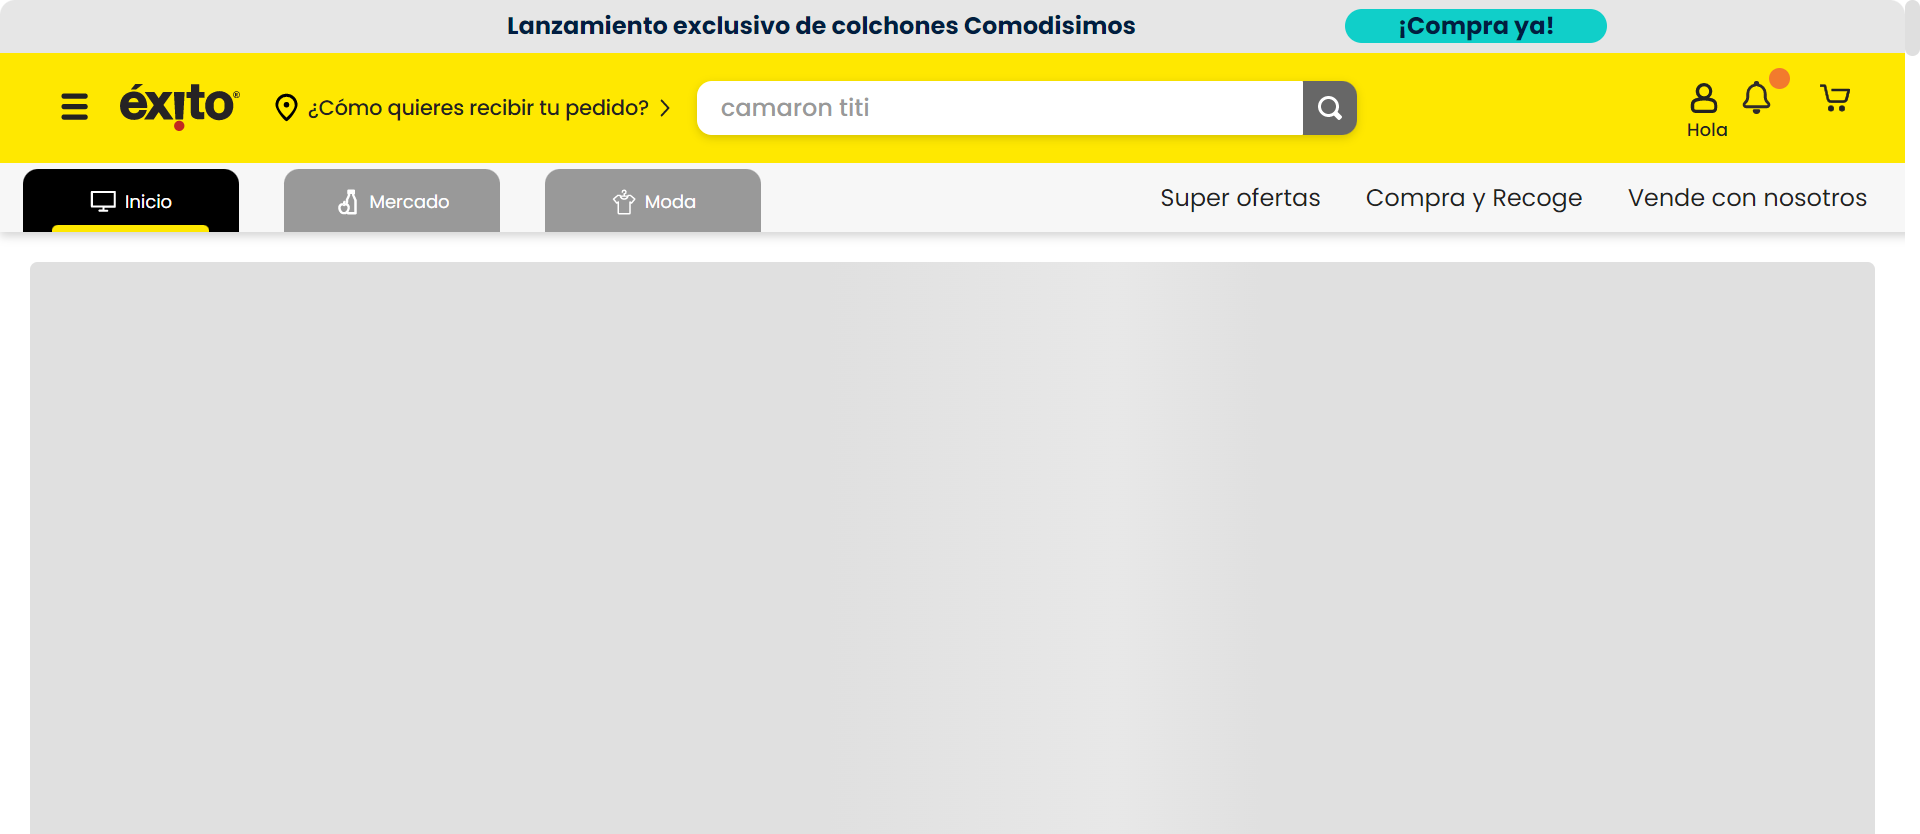 Lanzamiento exclusivo de colchones Comodisimos
¡Compra ya!
éxito®
¿Cómo quieres recibir tu pedido?
camaron titi
Hola
Inicio
Mercado
Moda
Super ofertas
Compra y Recoge
Vende con nosotros